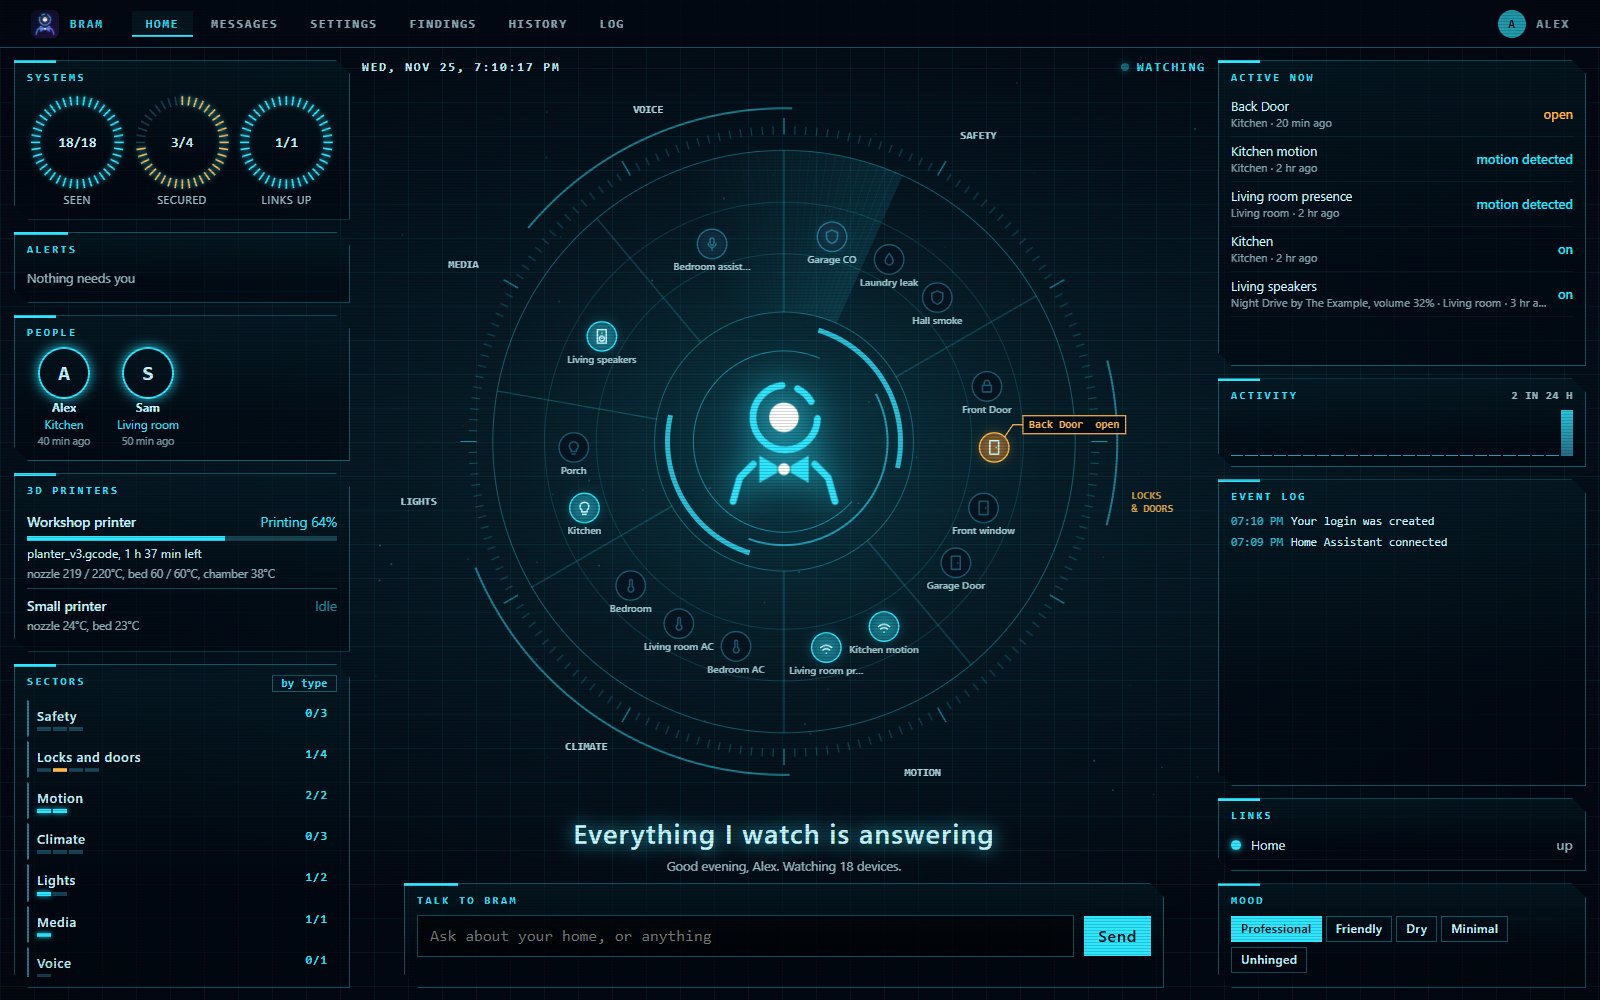 BRAM
HOME
MESSAGES
SETTINGS
FINDINGS
HISTORY
LOG
A
ALEX
SYSTEMS
18/18
3/4
1/1
SEEN
SECURED
LINKS UP
ALERTS
Nothing needs you
PEOPLE
A
S
Alex
Sam
Kitchen
Living room
40 min ago
50 min ago
3D PRINTERS
Workshop printer
Printing 64%
planter_v3.gcode, 1 h 37 min left
nozzle 219 / 220°C, bed 60 / 60°C, chamber 38°C
Small printer
Idle
nozzle 24°C, bed 23°C
SECTORS
by type
Safety
0/3
Locks and doors
1/4
Motion
2/2
Climate
0/3
Lights
1/2
Media
1/1
Voice
0/1
WED, NOV 25, 7:10:17 PM
WATCHING
VOICE
SAFETY
MEDIA
Bedroom assist...
Garage CO
Laundry leak
Hall smoke
Living speakers
Front Door
Back Door open
Porch
LIGHTS
Kitchen
LOCKS
& DOORS
Front window
Garage Door
Bedroom
Living room AC
Bedroom AC
Living room pr...
Kitchen motion
CLIMATE
MOTION
Everything I watch is answering
Good evening, Alex. Watching 18 devices.
TALK TO BRAM
Ask about your home, or anything
Send
ACTIVE NOW
Back Door
Kitchen · 20 min ago
open
Kitchen motion
Kitchen · 2 hr ago
motion detected
Living room presence
Living room · 2 hr ago
motion detected
Kitchen
Kitchen · 2 hr ago
on
Living speakers
Night Drive by The Example, volume 32% · Living room · 3 hr a...
on
ACTIVITY
2 IN 24 H
EVENT LOG
07:10 PM Your login was created
07:09 PM Home Assistant connected
LINKS
Home
up
MOOD
Professional
Friendly
Dry
Minimal
Unhinged